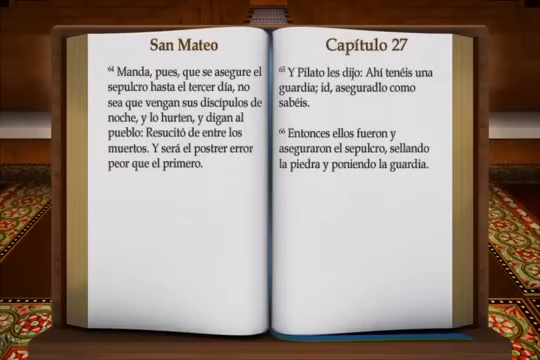 San Mateo
⁶⁴ Manda, pues, que se asegure el
sepulcro hasta el tercer día, no
sea que vengan sus discípulos de
noche, y lo hurten, y digan al
pueblo: Resucitó de entre los
muertos. Y será el postrer error
peor que el primero.
Capítulo 27
⁶⁵ Y Pilato les dijo: Ahí tenéis una
guardia; id, aseguradlo como
sabéis.
⁶⁶ Entonces ellos fueron y
aseguraron el sepulcro, sellando
la piedra y poniendo la guardia.